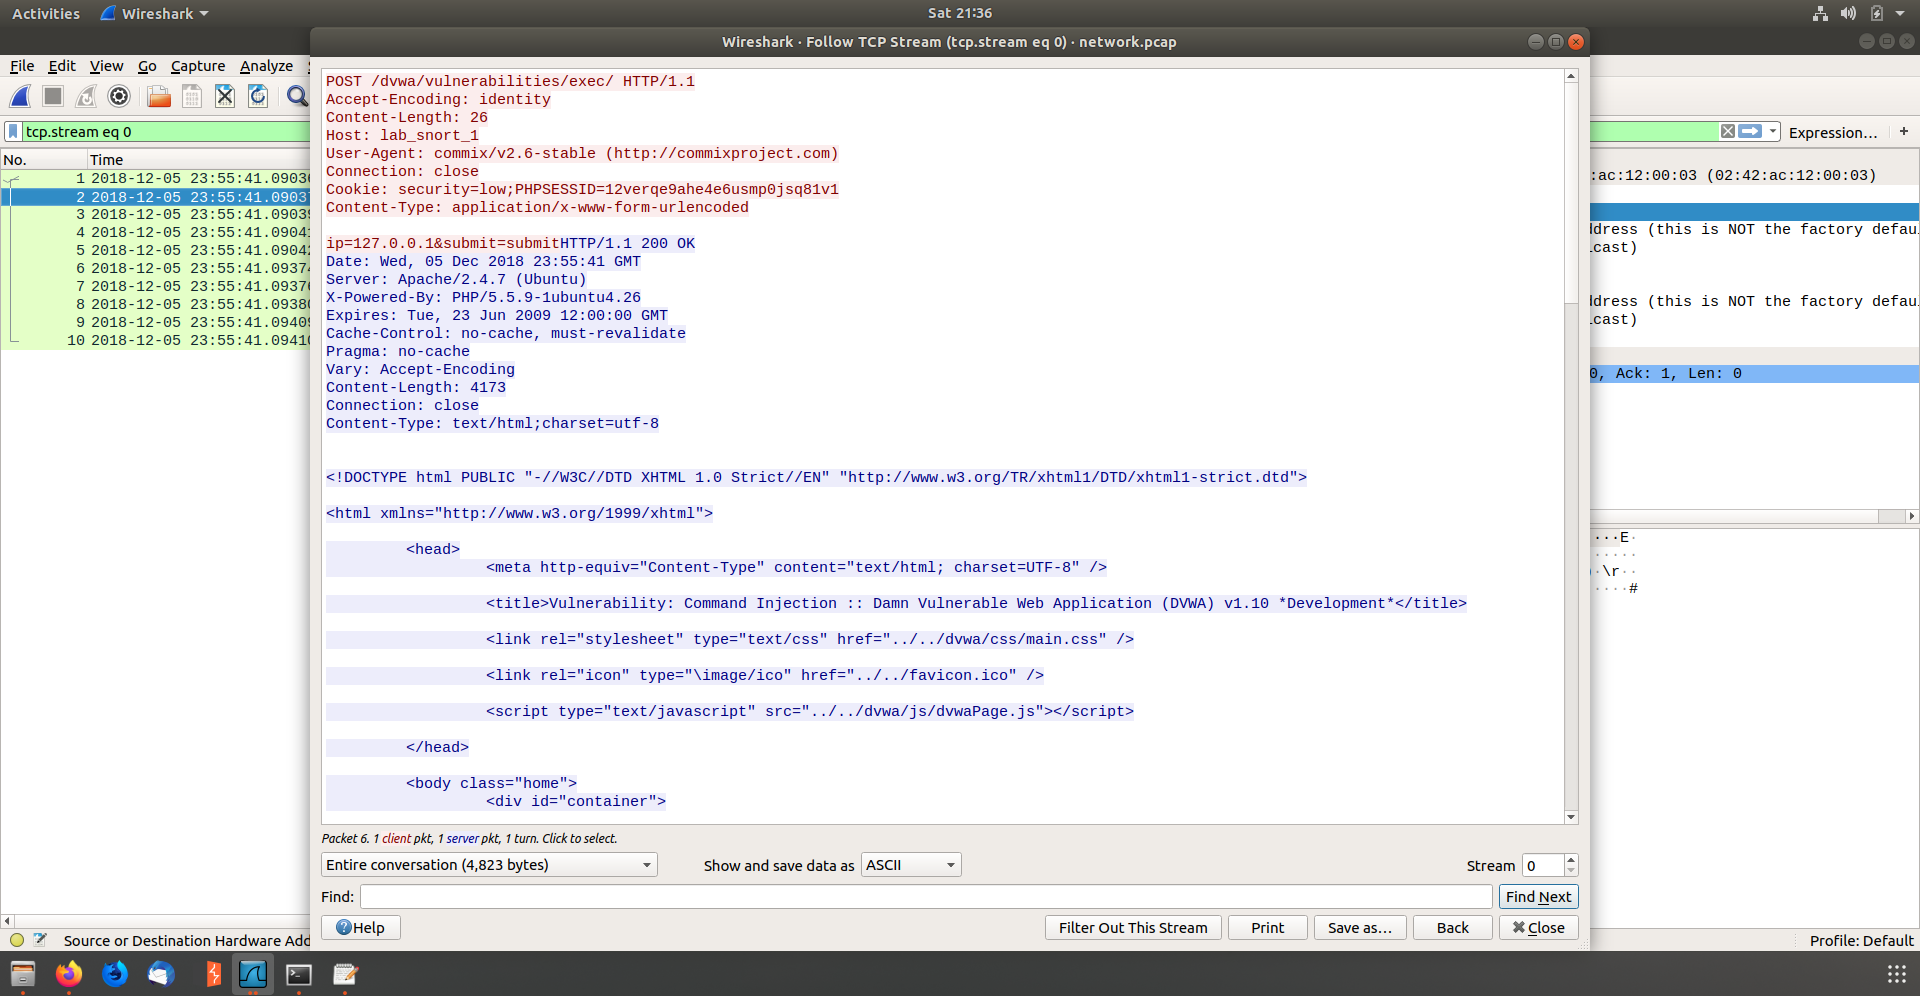 Activities Wireshark Sat 21:36
Wireshark · Follow TCP Stream (tcp.stream eq 0) · network.pcap
File Edit View Go Capture Analyze
tcp.stream eq 0 Expression… +
No. Time
1 2018-12-05 23:55:41.0903
2 2018-12-05 23:55:41.0903
3 2018-12-05 23:55:41.0903
4 2018-12-05 23:55:41.0904
5 2018-12-05 23:55:41.0904
6 2018-12-05 23:55:41.0937
7 2018-12-05 23:55:41.0937
8 2018-12-05 23:55:41.0938
9 2018-12-05 23:55:41.0940
10 2018-12-05 23:55:41.0941
POST /dvwa/vulnerabilities/exec/ HTTP/1.1
Accept-Encoding: identity
Content-Length: 26
Host: lab_snort_1
User-Agent: commix/v2.6-stable (http://commixproject.com)
Connection: close
Cookie: security=low;PHPSESSID=12verqe9ahe4e6usmp0jsq81v1
Content-Type: application/x-www-form-urlencoded
ip=127.0.0.1&submit=submitHTTP/1.1 200 OK
Date: Wed, 05 Dec 2018 23:55:41 GMT
Server: Apache/2.4.7 (Ubuntu)
X-Powered-By: PHP/5.5.9-1ubuntu4.26
Expires: Tue, 23 Jun 2009 12:00:00 GMT
Cache-Control: no-cache, must-revalidate
Pragma: no-cache
Vary: Accept-Encoding
Content-Length: 4173
Connection: close
Content-Type: text/html;charset=utf-8
<!DOCTYPE html PUBLIC "-//W3C//DTD XHTML 1.0 Strict//EN" "http://www.w3.org/TR/xhtml1/DTD/xhtml1-strict.dtd">
<html xmlns="http://www.w3.org/1999/xhtml">
<head>
<meta http-equiv="Content-Type" content="text/html; charset=UTF-8" />
<title>Vulnerability: Command Injection :: Damn Vulnerable Web Application (DVWA) v1.10 *Development*</title>
<link rel="stylesheet" type="text/css" href="../../dvwa/css/main.css" />
<link rel="icon" type="\image/ico" href="../../favicon.ico" />
<script type="text/javascript" src="../../dvwa/js/dvwaPage.js"></script>
</head>
<body class="home">
<div id="container">
:ac:12:00:03 (02:42:ac:12:00:03)
ddress (this is NOT the factory defau
cast)
ddress (this is NOT the factory defau
cast)
0, Ack: 1, Len: 0
····E·
·····
·\r··
·····#
Packet 6. 1 client pkt, 1 server pkt, 1 turn. Click to select.
Entire conversation (4,823 bytes) Show and save data as ASCII Stream 0
Find: Find Next
Help Filter Out This Stream Print Save as… Back Close
Source or Destination Hardware Add Profile: Default